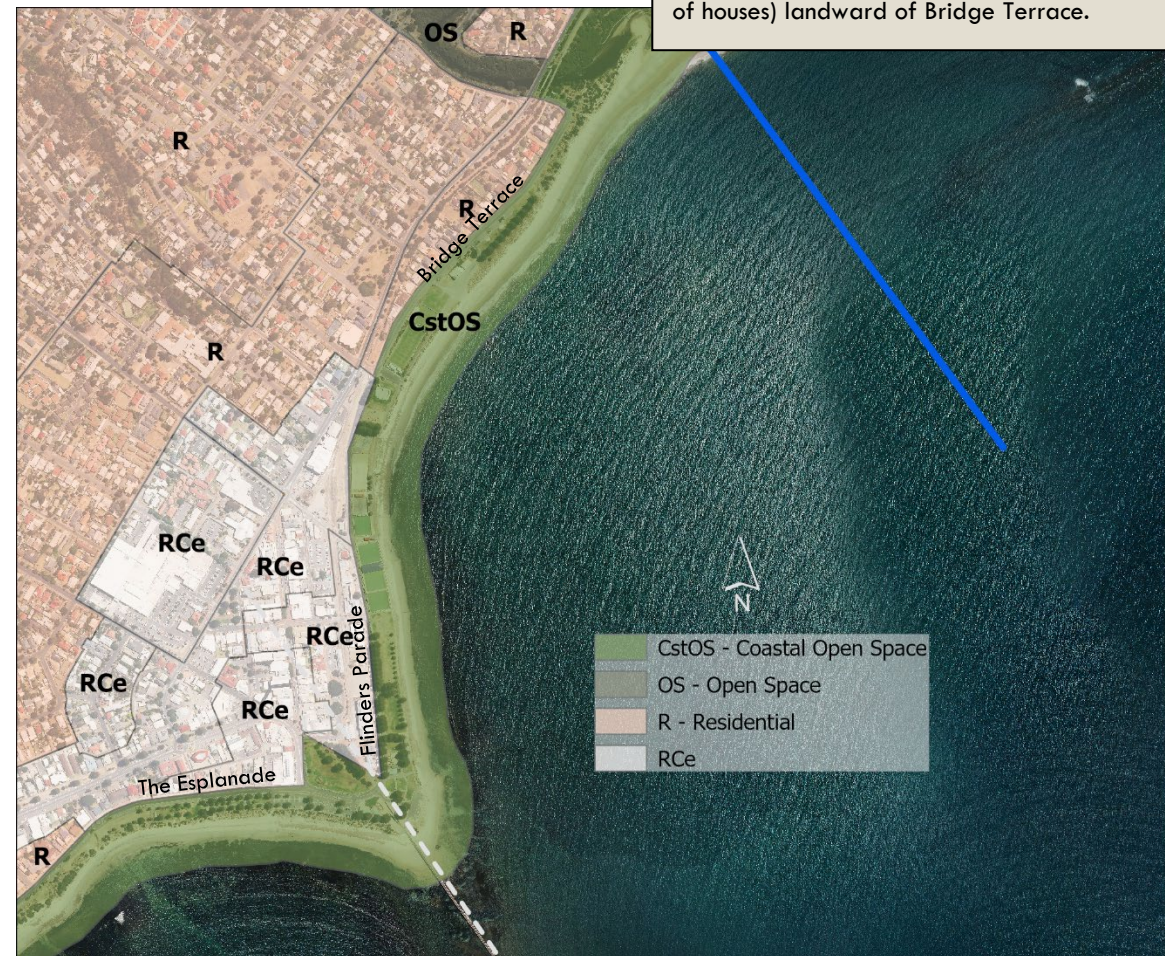 of houses) landward of Bridge Terrace.
OS
R
R
R
Bridge Terrace
CstOS
R
RCe
RCe
RCe
Flinders Parade
RCe
RCe
The Esplanade
R
N
CstOS - Coastal Open Space
OS - Open Space
R - Residential
RCe